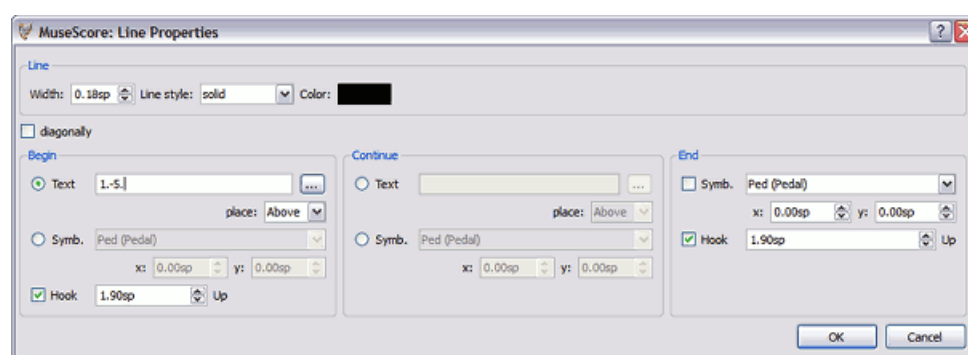 MuseScore: Line Properties
Line
Width: 0.18sp Line style: solid Color:
diagonally
Begin
Text 1.-5.
...
place: Above
Symb. Ped (Pedal)
x: 0.00sp y: 0.00sp
Hook 1.90sp Up
Continue
Text
...
place: Above
Symb. Ped (Pedal)
x: 0.00sp y: 0.00sp
End
Symb. Ped (Pedal)
x: 0.00sp y: 0.00sp
Hook 1.90sp Up
OK Cancel